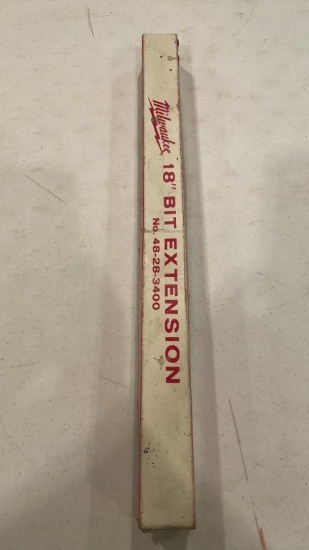 Milwaukee
18" BIT EXTENSION
No. 48-28-3400